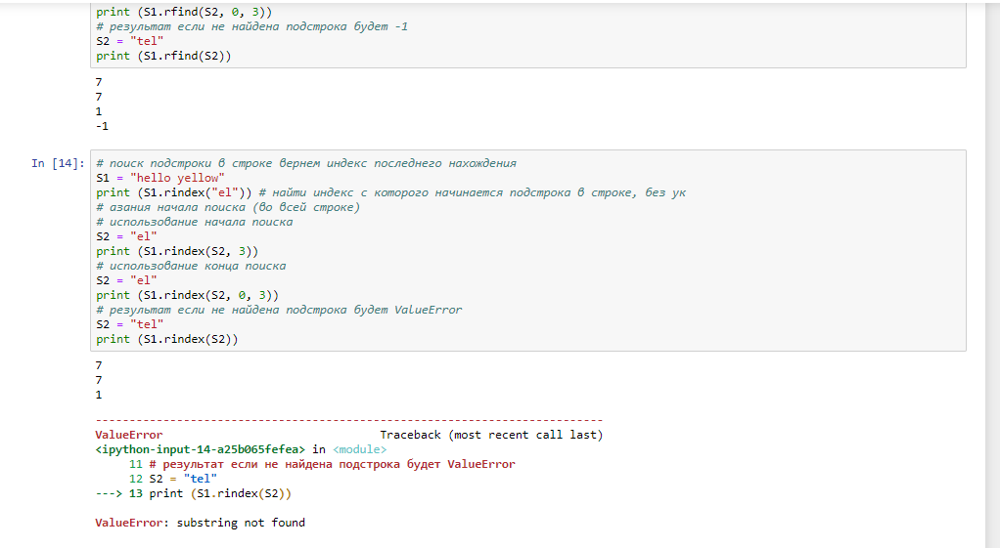 print (S1.rfind(S2, 0, 3))
# результат если не найдена подстрока будет -1
S2 = "tel"
print (S1.rfind(S2))
7
7
1
-1
In [14]: # поиск подстроки в строке вернем индекс последнего нахождения
S1 = "hello yellow"
print (S1.rindex("el")) # найти индекс с которого начинается подстрока в строке, без ук
# азания начала поиска (во всей строке)
# использование начала поиска
S2 = "el"
print (S1.rindex(S2, 3))
# использование конца поиска
S2 = "el"
print (S1.rindex(S2, 0, 3))
# результат если не найдена подстрока будет ValueError
S2 = "tel"
print (S1.rindex(S2))
7
7
1
---------------------------------------------------------------------------
ValueError                                Traceback (most recent call last)
<ipython-input-14-a25b065fefea> in <module>
     11 # результат если не найдена подстрока будет ValueError
     12 S2 = "tel"
---> 13 print (S1.rindex(S2))
ValueError: substring not found